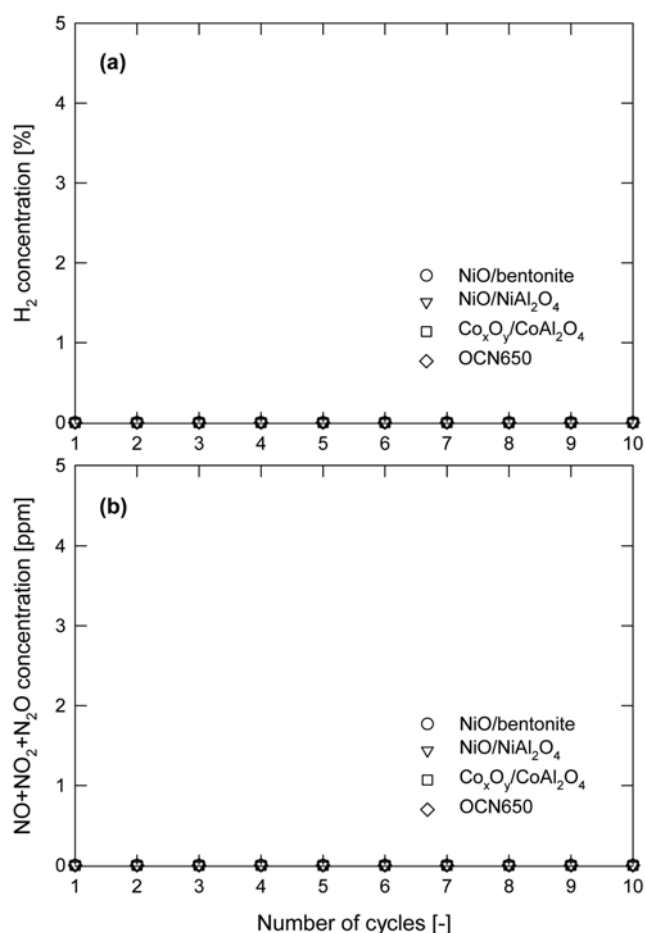 5
(a)
4
H₂ concentration [%]
3
2
NiO/bentonite
NiO/NiAl₂O₄
CoₓOᵧ/CoAl₂O₄
OCN650
1
0
1 2 3 4 5 6 7 8 9 10
5
(b)
4
NO+NO₂+N₂O concentration [ppm]
3
2
NiO/bentonite
NiO/NiAl₂O₄
CoₓOᵧ/CoAl₂O₄
OCN650
1
0
1 2 3 4 5 6 7 8 9 10
Number of cycles [-]